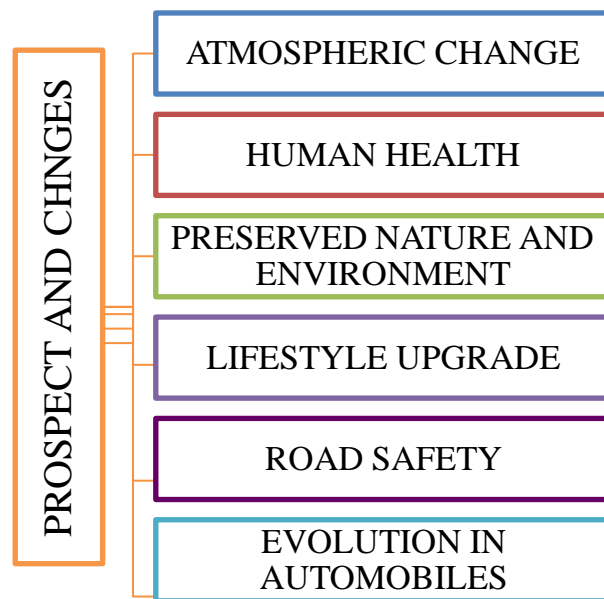 PROSPECT AND CHNGES
ATMOSPHERIC CHANGE
HUMAN HEALTH
PRESERVED NATURE AND
ENVIRONMENT
LIFESTYLE UPGRADE
ROAD SAFETY
EVOLUTION IN
AUTOMOBILES